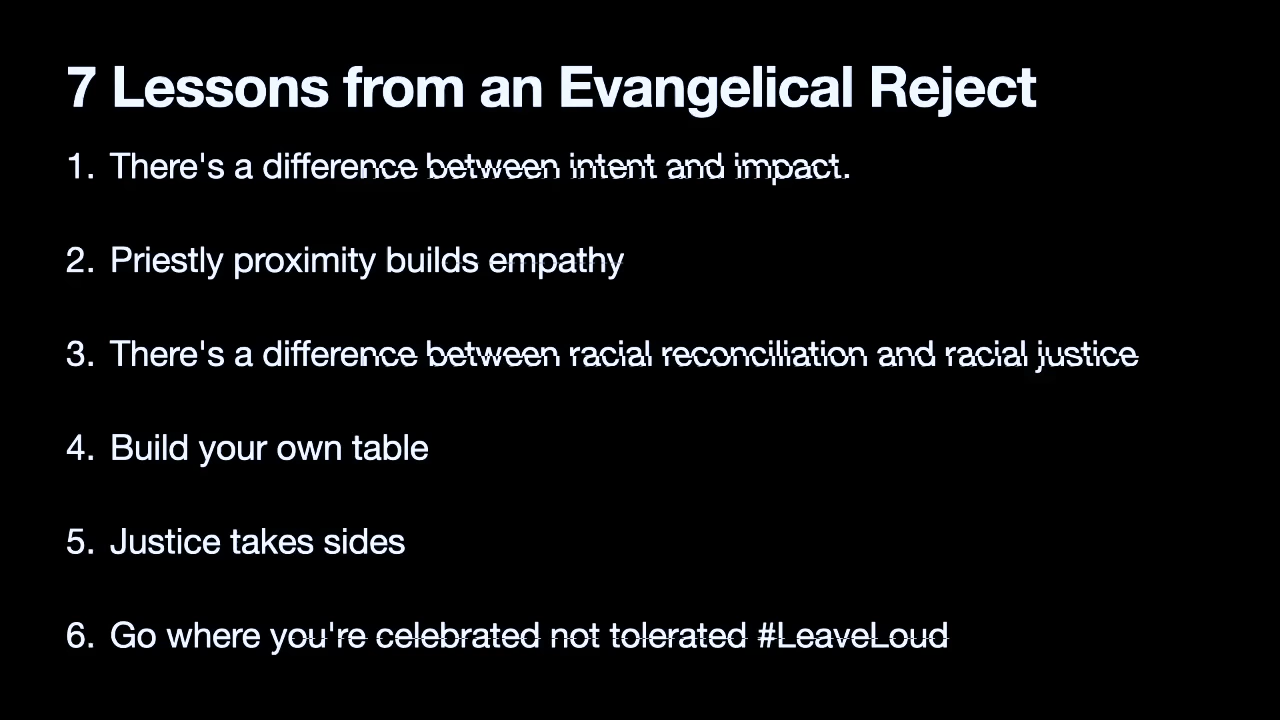 7 Lessons from an Evangelical Reject
1. There's a difference between intent and impact.
2. Priestly proximity builds empathy
3. There's a difference between racial reconciliation and racial justice
4. Build your own table
5. Justice takes sides
6. Go where you're celebrated not tolerated #LeaveLoud